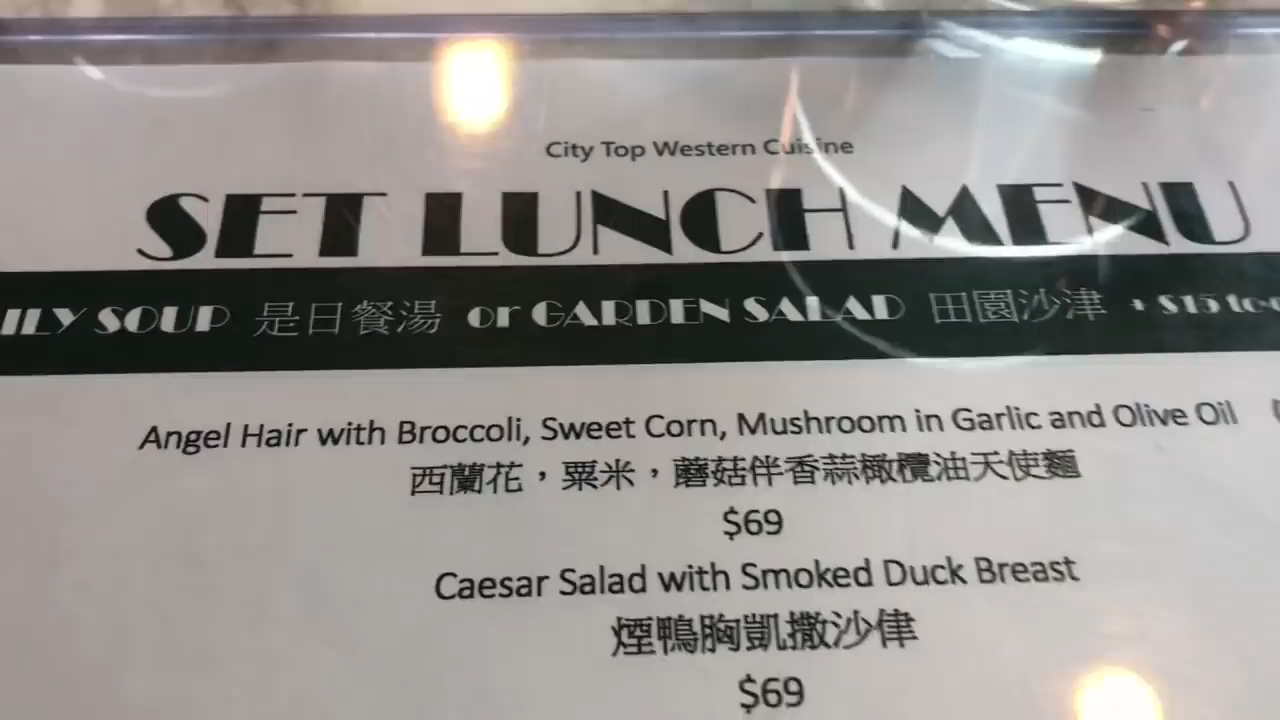 City Top Western Cuisine
SET LUNCH MENU
ILY SOUP 是日餐湯 or GARDEN SALAD 田園沙津 + $15 to
Angel Hair with Broccoli, Sweet Corn, Mushroom in Garlic and Olive Oil
西蘭花，粟米，蘑菇伴香蒜橄欖油天使麵
$69
Caesar Salad with Smoked Duck Breast
煙鴨胸凱撒沙侓
$69